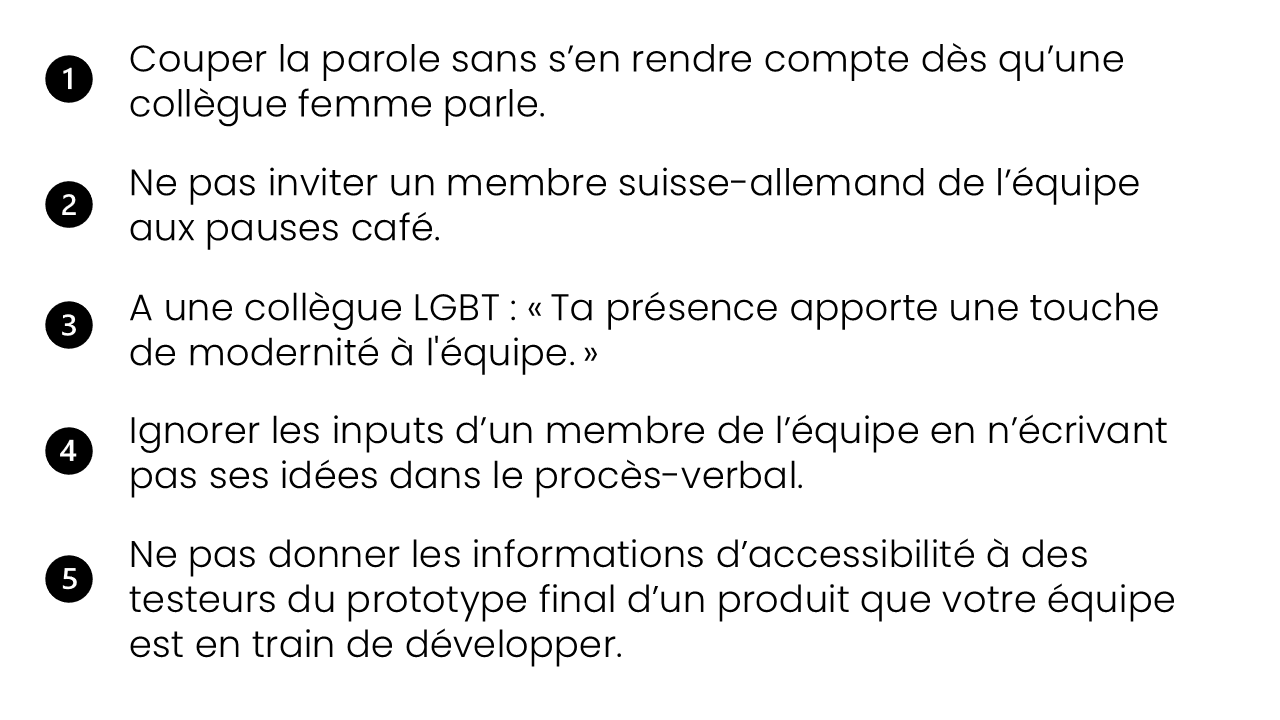 1 Couper la parole sans s’en rendre compte dès qu’une
collègue femme parle.
2 Ne pas inviter un membre suisse-allemand de l’équipe
aux pauses café.
3 A une collègue LGBT : « Ta présence apporte une touche
de modernité à l'équipe. »
4 Ignorer les inputs d’un membre de l’équipe en n’écrivant
pas ses idées dans le procès-verbal.
5 Ne pas donner les informations d’accessibilité à des
testeurs du prototype final d’un produit que votre équipe
est en train de développer.